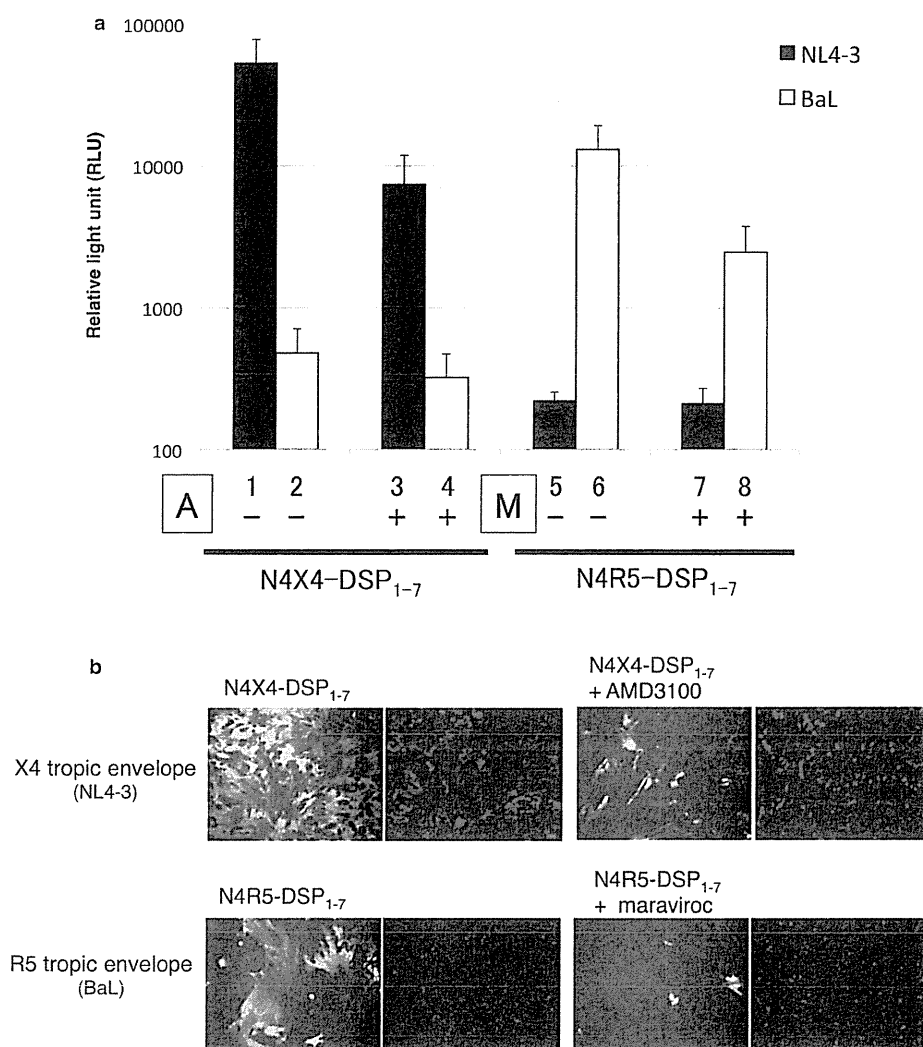 a
100000
10000
1000
100
Relative light unit (RLU)
NL4-3
BaL
1 2 3 4 5 6 7 8
A − − + + M − − + +
N4X4−DSP1−7
N4R5−DSP1−7
b
N4X4-DSP1-7
N4X4-DSP1-7
+ AMD3100
X4 tropic envelope
(NL4-3)
N4R5-DSP1-7
N4R5-DSP1-7
+ maraviroc
R5 tropic envelope
(BaL)